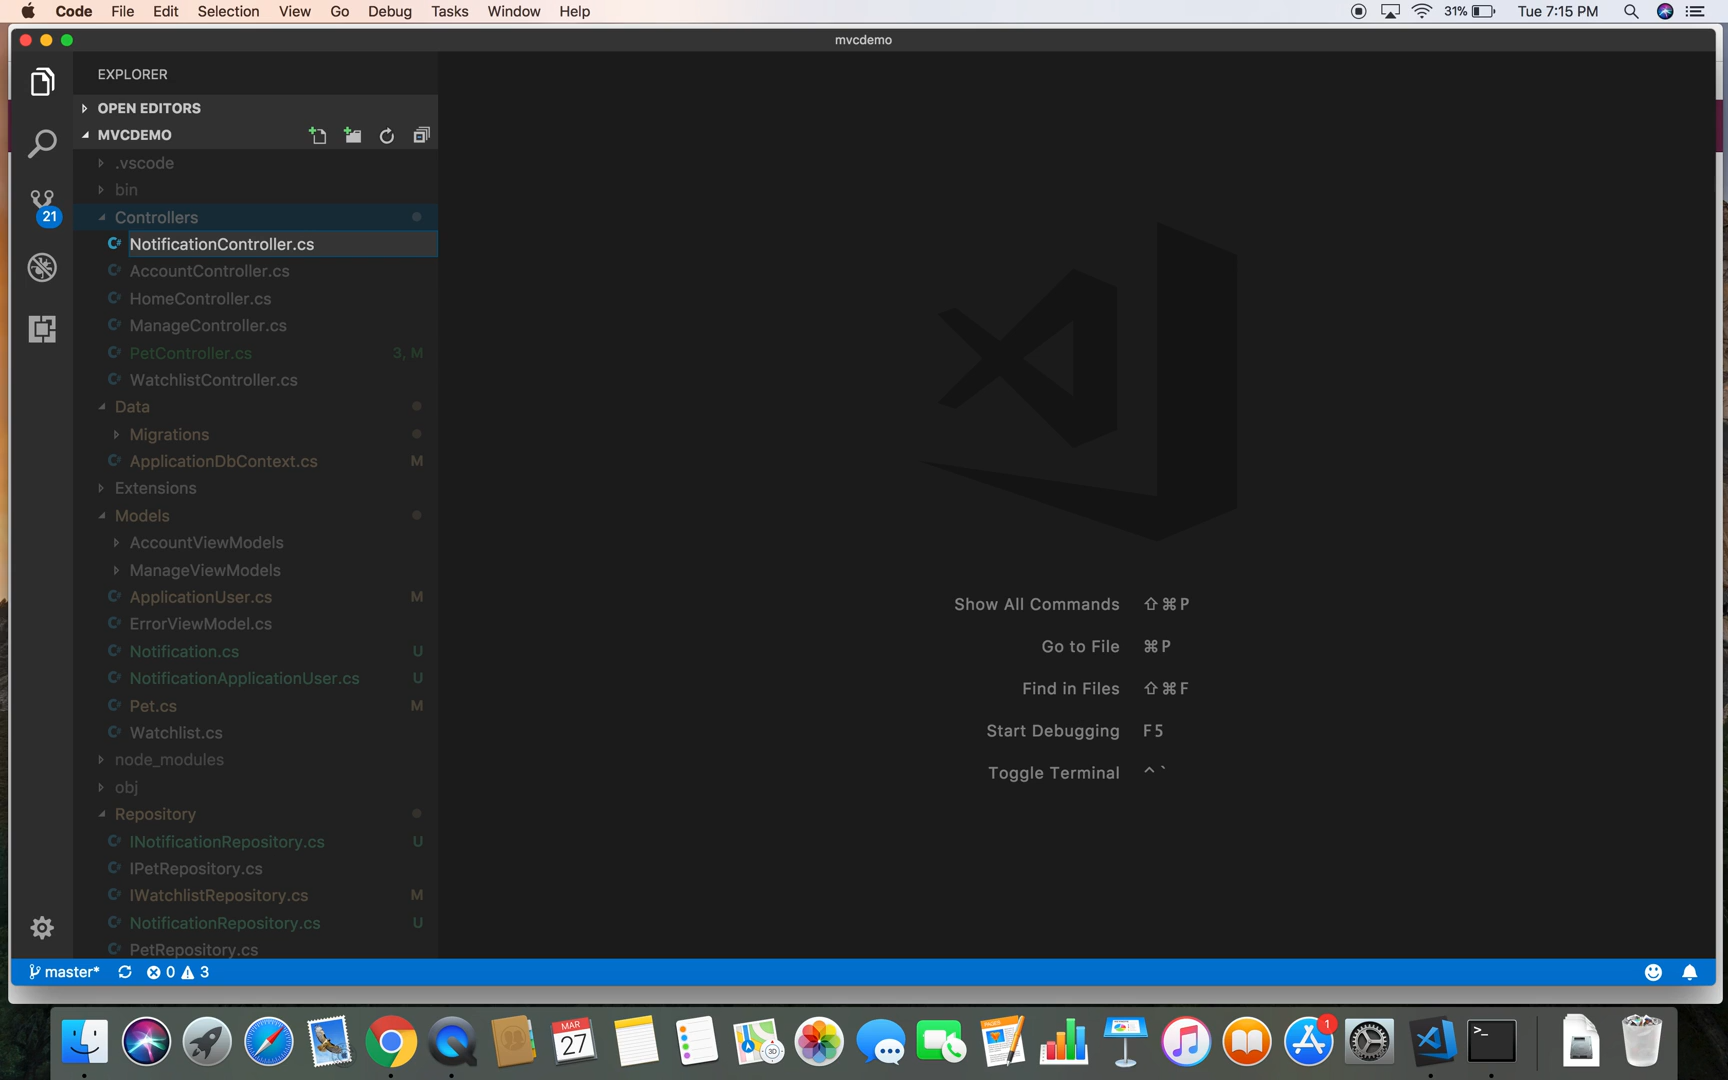 Code File Edit Selection View Go Debug Tasks Window Help 31% Tue 7:15 PM
mvcdemo
EXPLORER
OPEN EDITORS
MVCDEMO
.vscode
bin
Controllers
21
C# NotificationController.cs
C# AccountController.cs
C# HomeController.cs
C# ManageController.cs
C# PetController.cs 3, M
C# WatchlistController.cs
Data
Migrations
C# ApplicationDbContext.cs M
Extensions
Models
AccountViewModels
ManageViewModels
C# ApplicationUser.cs M
C# ErrorViewModel.cs
C# Notification.cs U
C# NotificationApplicationUser.cs U
C# Pet.cs M
C# Watchlist.cs
node_modules
obj
Repository
C# INotificationRepository.cs U
C# IPetRepository.cs
C# IWatchlistRepository.cs M
C# NotificationRepository.cs U
C# PetRepository.cs
Show All Commands ⇧⌘P
Go to File ⌘P
Find in Files ⇧⌘F
Start Debugging F5
Toggle Terminal ^`
master* 0 3
MAR
27
3D
PAGES
1
>_